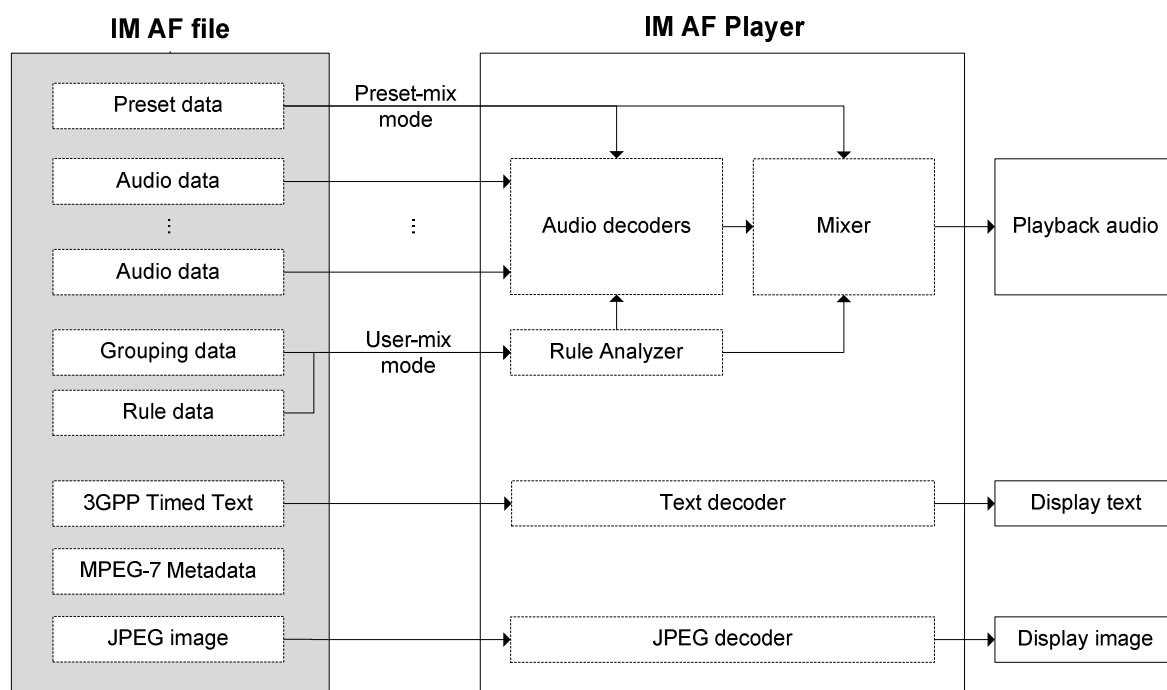 IM AF file
IM AF Player
Preset data
Preset-mix
mode
Audio data
⋮
⋮
Audio decoders
Mixer
Playback audio
Audio data
Grouping data
User-mix
mode
Rule Analyzer
Rule data
3GPP Timed Text
Text decoder
Display text
MPEG-7 Metadata
JPEG image
JPEG decoder
Display image